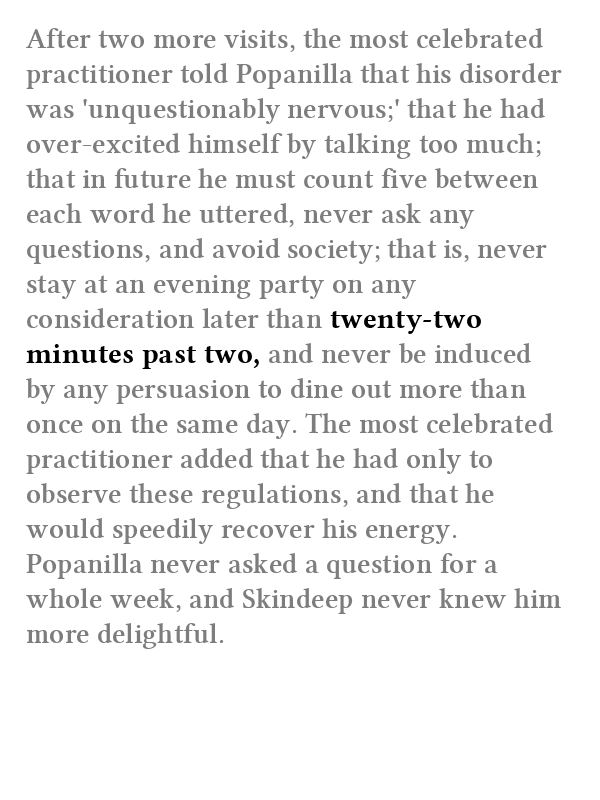 After two more visits, the most celebrated
practitioner told Popanilla that his disorder
was 'unquestionably nervous;' that he had
over-excited himself by talking too much;
that in future he must count five between
each word he uttered, never ask any
questions, and avoid society; that is, never
stay at an evening party on any
consideration later than twenty-two
minutes past two, and never be induced
by any persuasion to dine out more than
once on the same day. The most celebrated
practitioner added that he had only to
observe these regulations, and that he
would speedily recover his energy.
Popanilla never asked a question for a
whole week, and Skindeep never knew him
more delightful.